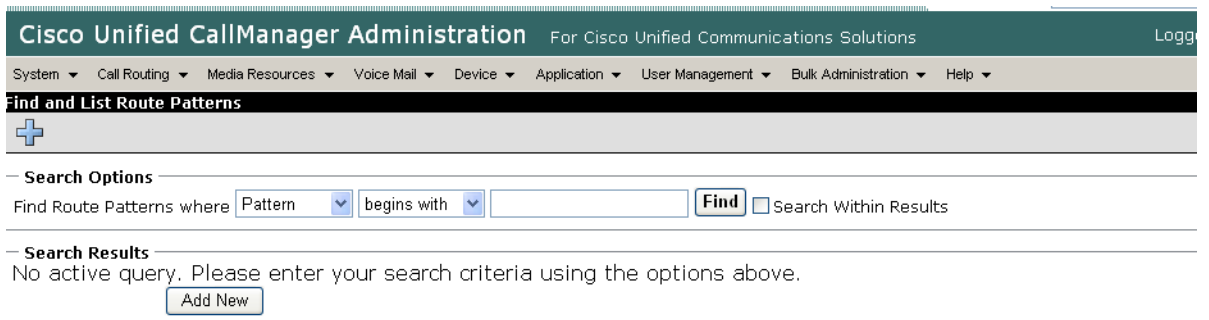 Cisco Unified CallManager Administration For Cisco Unified Communications Solutions
System Call Routing Media Resources Voice Mail Device Application User Management Bulk Administration Help
Find and List Route Patterns
Search Options
Find Route Patterns where Pattern begins with Find Search Within Results
Search Results
No active query. Please enter your search criteria using the options above.
Add New